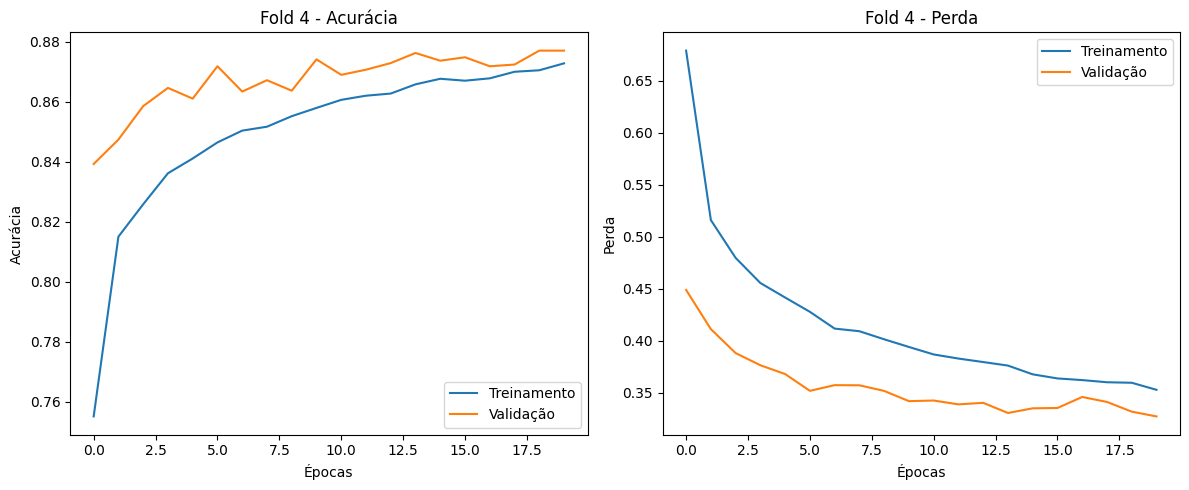 Fold 4 - Acurácia
0.88
0.86
0.84
0.82
0.80
0.78
0.76
Acurácia
Treinamento
Validação
0.0 2.5 5.0 7.5 10.0 12.5 15.0 17.5
Épocas
Fold 4 - Perda
0.65
0.60
0.55
0.50
0.45
0.40
0.35
Perda
Treinamento
Validação
0.0 2.5 5.0 7.5 10.0 12.5 15.0 17.5
Épocas